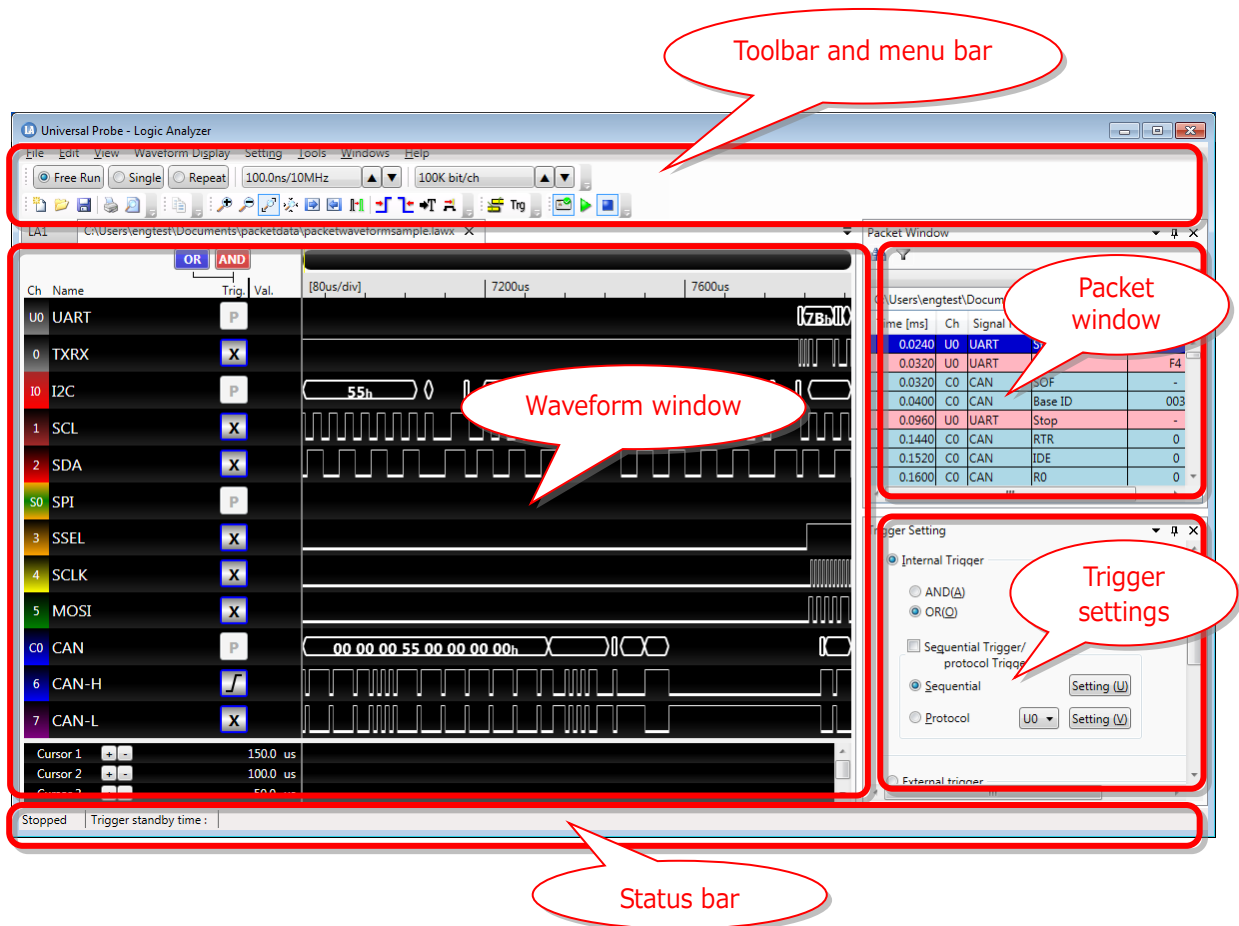 Toolbar and menu bar
Universal Probe - Logic Analyzer
File Edit View Waveform Display Setting Tools Windows Help
Free Run Single Repeat 100.0ns/10MHz 100K bit/ch
Trg
LA1 C:\Users\engtest\Documents\packetdata\packetwaveformsample.lawx
OR AND
Ch Name Trig. Val. [80us/div] 7200us 7600us
U0 UART P 7Bh
0 TXRX X
I0 I2C P 55h
1 SCL X
2 SDA X
S0 SPI P
3 SSEL X
4 SCLK X
5 MOSI X
C0 CAN P 00 00 00 55 00 00 00 00h
6 CAN-H
7 CAN-L X
Cursor 1 + - 150.0 us
Cursor 2 + - 100.0 us
Cursor 3 50.0 us
Waveform window
Packet Window
Packet
window
Ch Signal
0.0240 U0 UART
0.0320 U0 UART F4
0.0320 C0 CAN SOF -
0.0400 C0 CAN Base ID 003
0.0960 U0 UART Stop -
0.1440 C0 CAN RTR 0
0.1520 C0 CAN IDE 0
0.1600 C0 CAN R0 0
Trigger Setting
Internal Trigger
AND(A)
OR(O)
Sequential Trigger/
protocol
Sequential Setting (U)
Protocol U0 Setting (V)
External trigger
Trigger
settings
Stopped Trigger standby time :
Status bar